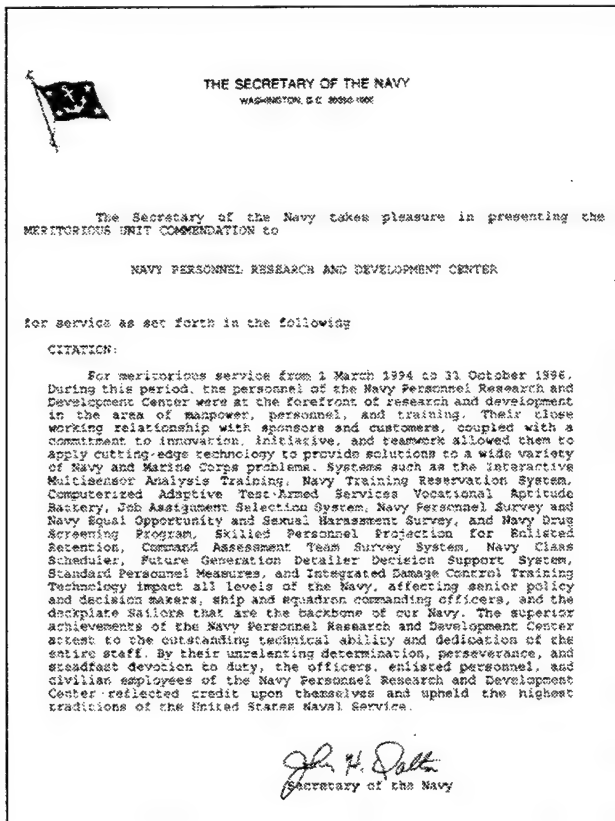 THE SECRETARY OF THE NAVY
WASHINGTON, D.C. 20350-1000
The Secretary of the Navy takes pleasure in presenting the
MERITORIOUS UNIT COMMENDATION to
NAVY PERSONNEL RESEARCH AND DEVELOPMENT CENTER
for service as set forth in the following
CITATION:
For meritorious service from 1 March 1994 to 31 October 1996.
During this period, the personnel of the Navy Personnel Research and
Development Center were at the forefront of research and development
in the area of manpower, personnel, and training. Their close
working relationship with sponsors and customers, coupled with a
commitment to innovation, initiative, and teamwork allowed them to
apply cutting-edge technology to provide solutions to a wide variety
of Navy and Marine Corps problems. Systems such as the Interactive
Multisensor Analysis Training, Navy Training Reservation System,
Computerized Adaptive Test-Armed Services Vocational Aptitude
Battery, Job Assignment Selection System, Navy Personnel Survey and
Navy Equal Opportunity and Sexual Harassment Survey, and Navy Drug
Screening Program, Skilled Personnel Projection for Enlisted
Retention, Command Assessment Team Survey System, Navy Class
Scheduler, Future Generation Detailer Decision Support System,
Standard Personnel Measures, and Integrated Damage Control Training
Technology impact all levels of the Navy, affecting senior policy
and decision makers, ship and squadron commanding officers, and the
deckplate Sailors that are the backbone of our Navy. The superior
achievements of the Navy Personnel Research and Development Center
attest to the outstanding technical ability and dedication of the
entire staff. By their unrelenting determination, perseverance, and
steadfast devotion to duty, the officers, enlisted personnel, and
civilian employees of the Navy Personnel Research and Development
Center reflected credit upon themselves and upheld the highest
traditions of the United States Naval Service.
John H. Dalton
Secretary of the Navy